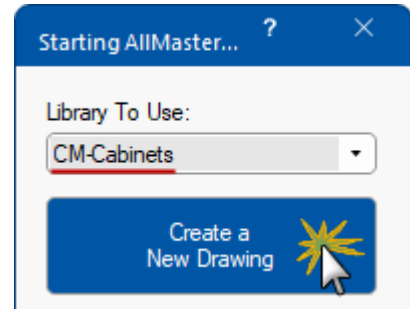 Starting AllMaster... ?
Library To Use:
CM-Cabinets
Create a
New Drawing